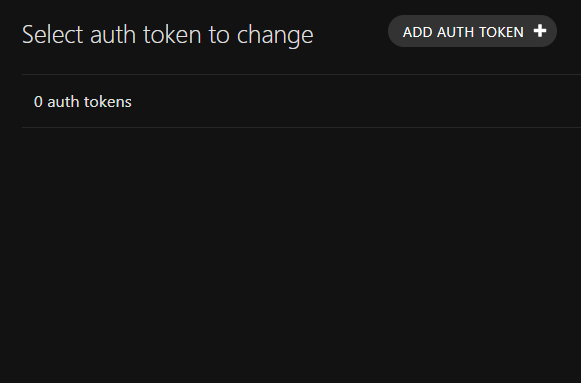 Select auth token to change
ADD AUTH TOKEN
0 auth tokens